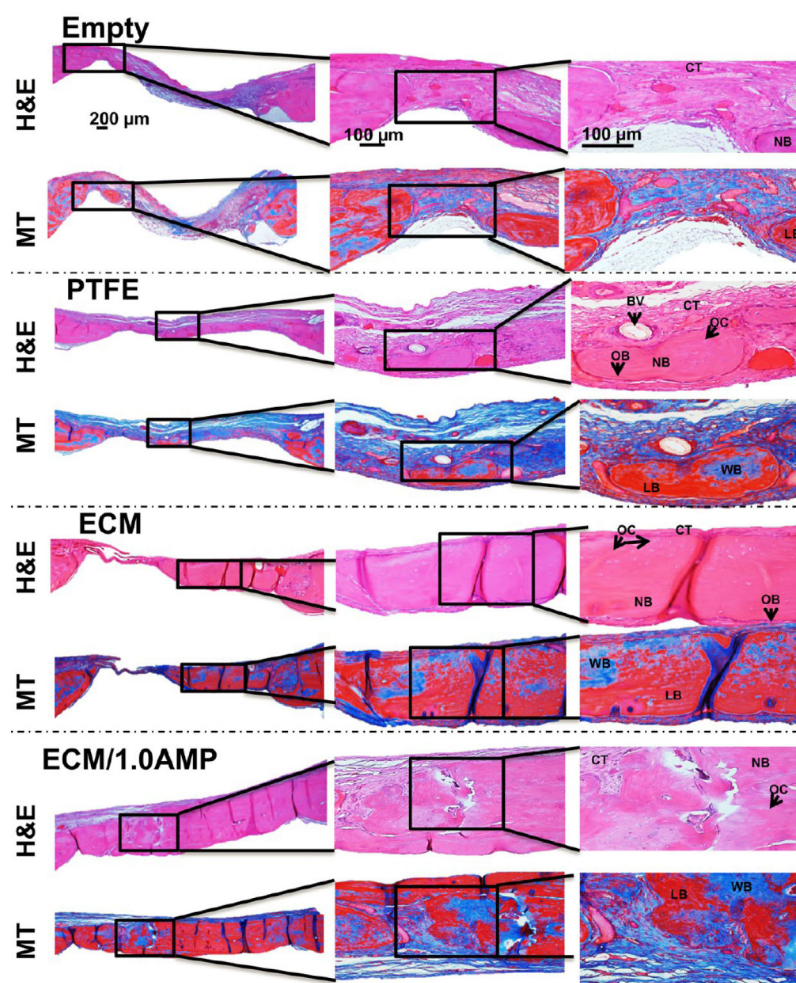 Empty
H&E
200 μm
100 μm
100 μm
CT
NB
MT
LB
PTFE
H&E
BV
CT
OC
OB
NB
MT
LB
WB
ECM
H&E
OC
CT
NB
OB
MT
WB
LB
ECM/1.0AMP
H&E
CT
NB
OC
MT
LB
WB